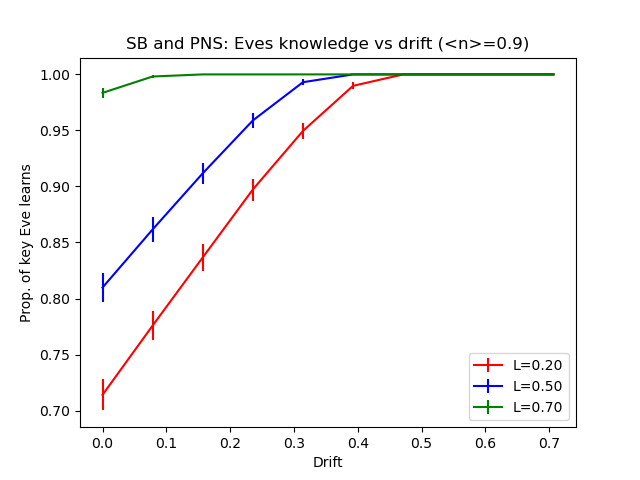 SB and PNS: Eves knowledge vs drift (<n>=0.9)
Prop. of key Eve learns
1.00
0.95
0.90
0.85
0.80
0.75
0.70
L=0.20
L=0.50
L=0.70
0.0 0.1 0.2 0.3 0.4 0.5 0.6 0.7
Drift